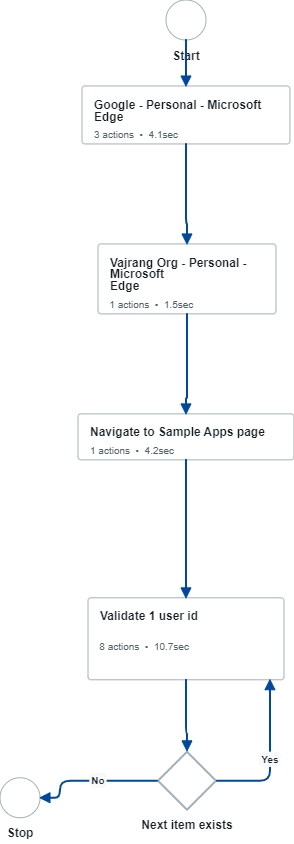 Start
Google - Personal - Microsoft
Edge
3 actions • 4.1sec
Vajrang Org - Personal -
Microsoft
Edge
1 actions • 1.5sec
Navigate to Sample Apps page
1 actions • 4.2sec
Validate 1 user id
8 actions • 10.7sec
Yes
No
Next item exists
Stop